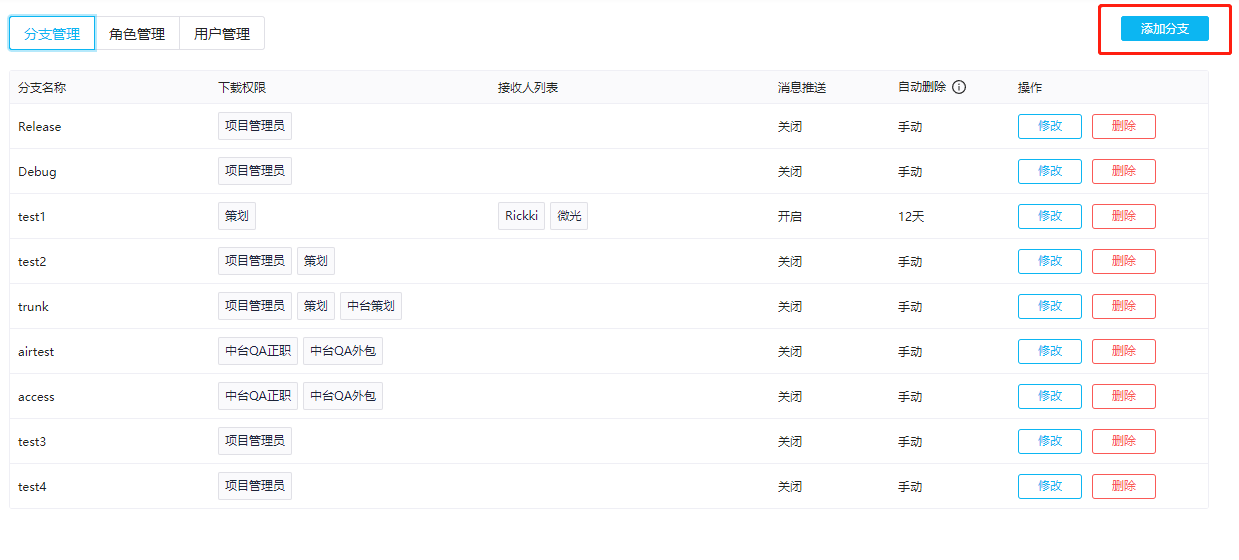 分支管理 角色管理 用户管理 添加分支
分支名称 下载权限 接收人列表 消息推送 自动删除 操作
Release 项目管理员 关闭 手动 修改 删除
Debug 项目管理员 关闭 手动 修改 删除
test1 策划 Rickki 微光 开启 12天 修改 删除
test2 项目管理员 策划 关闭 手动 修改 删除
trunk 项目管理员 策划 中台策划 关闭 手动 修改 删除
airtest 中台QA正职 中台QA外包 关闭 手动 修改 删除
access 中台QA正职 中台QA外包 关闭 手动 修改 删除
test3 项目管理员 关闭 手动 修改 删除
test4 项目管理员 关闭 手动 修改 删除